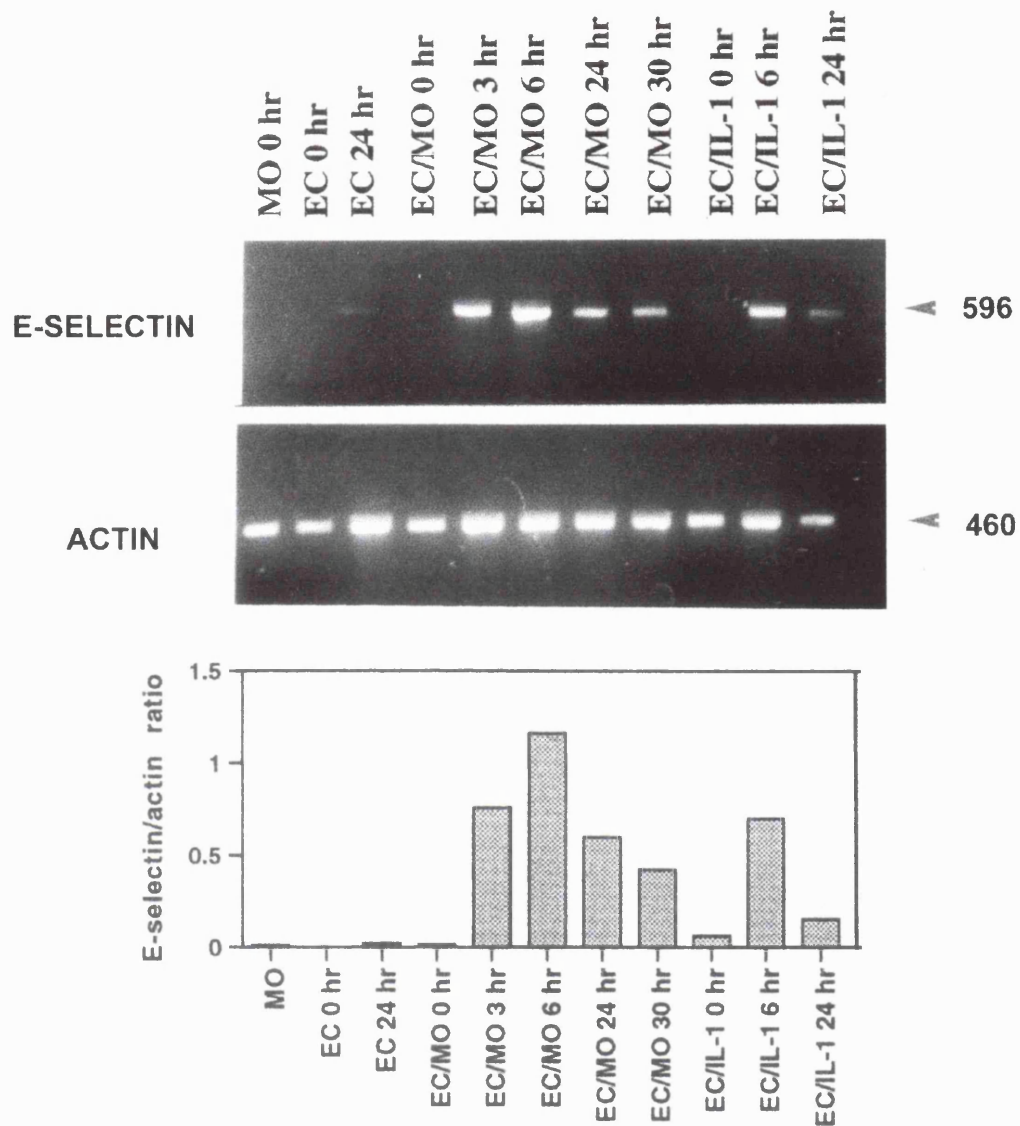 MO 0 hr
EC 0 hr
EC 24 hr
EC/MO 0 hr
EC/MO 3 hr
EC/MO 6 hr
EC/MO 24 hr
EC/MO 30 hr
EC/IL-1 0 hr
EC/IL-1 6 hr
EC/IL-1 24 hr
E-SELECTIN
596
ACTIN
460
E-selectin/actin ratio
1.5
1
0.5
0
MO
EC 0 hr
EC 24 hr
EC/MO 0 hr
EC/MO 3 hr
EC/MO 6 hr
EC/MO 24 hr
EC/MO 30 hr
EC/IL-1 0 hr
EC/IL-1 6 hr
EC/IL-1 24 hr